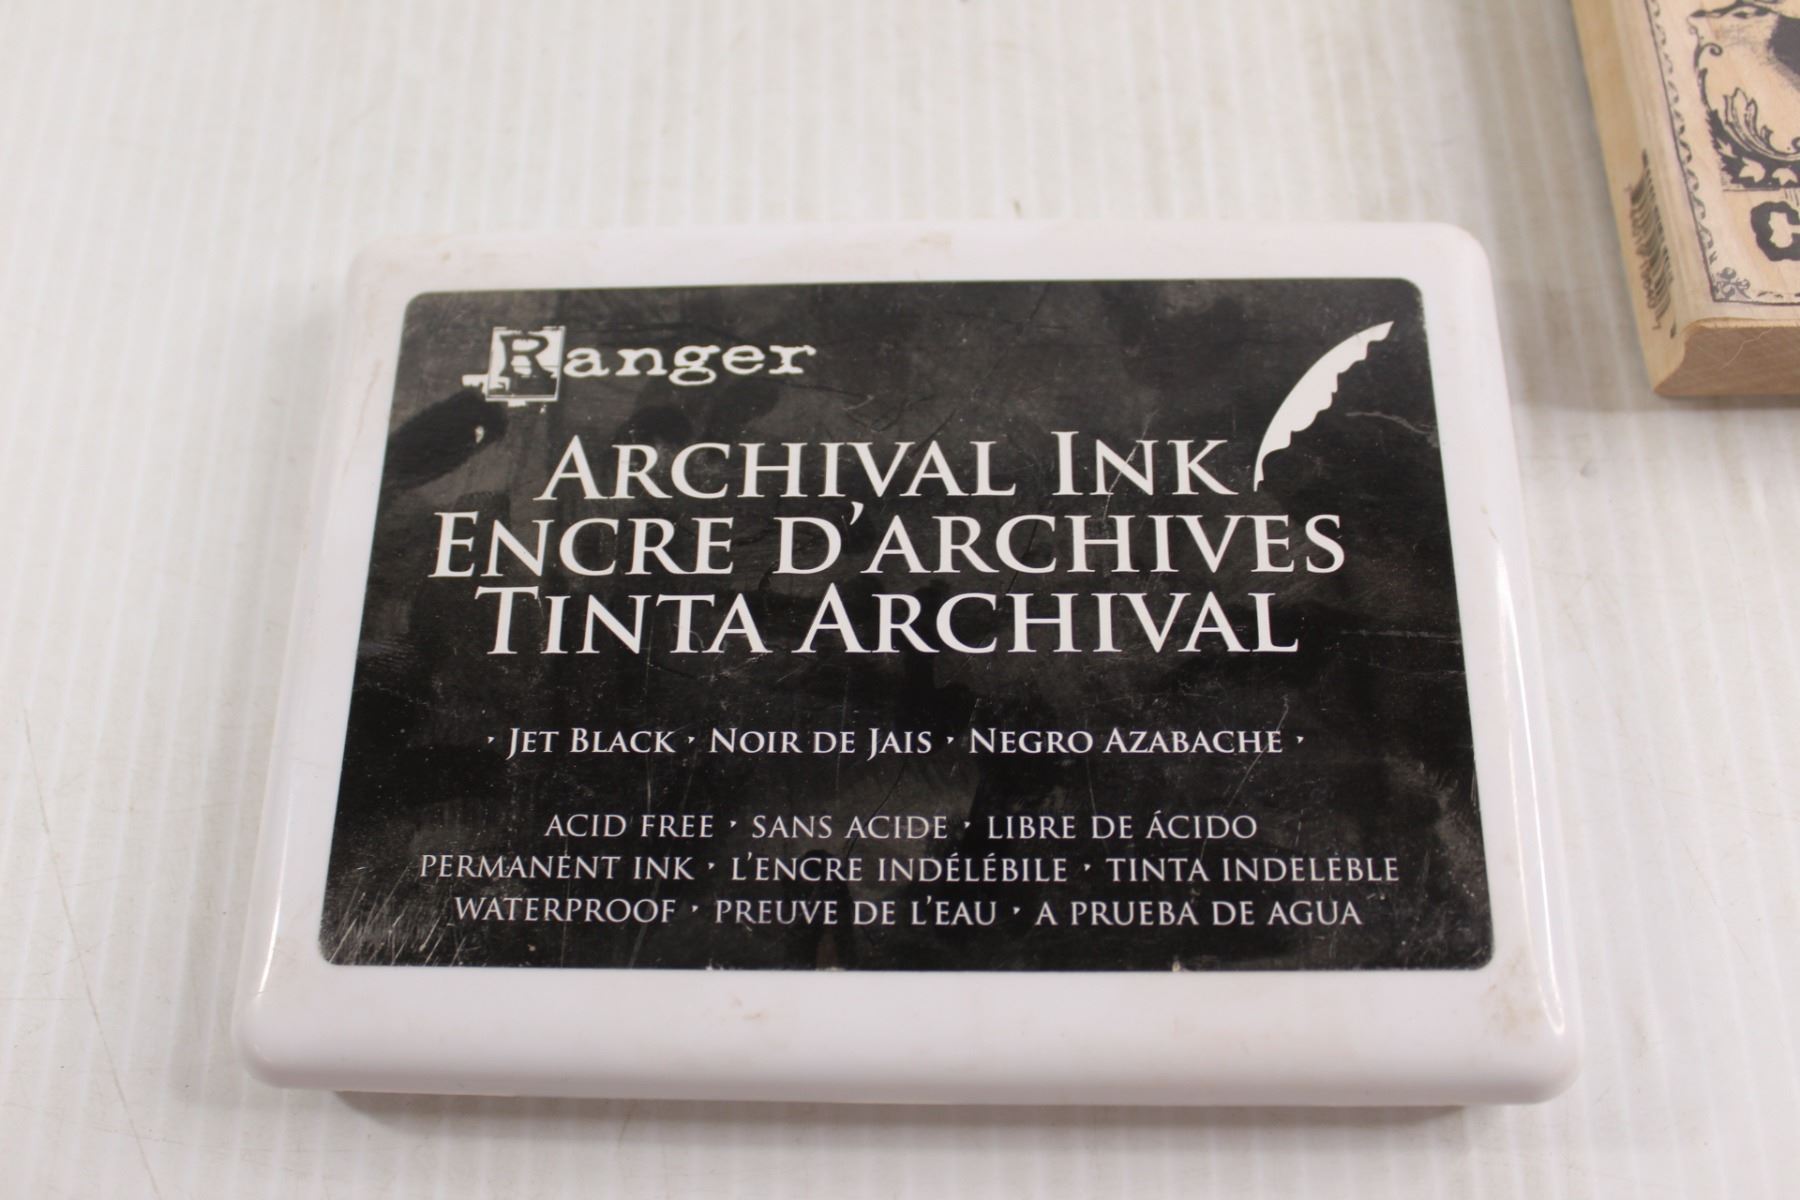 Ranger
ARCHIVAL INK
ENCRE D'ARCHIVES
TINTA ARCHIVAL
· JET BLACK · NOIR DE JAIS · NEGRO AZABACHE ·
ACID FREE · SANS ACIDE · LIBRE DE ÁCIDO
PERMANENT INK · L'ENCRE INDÉLÉBILE · TINTA INDELEBLE
WATERPROOF · PREUVE DE L'EAU · A PRUEBA DE AGUA